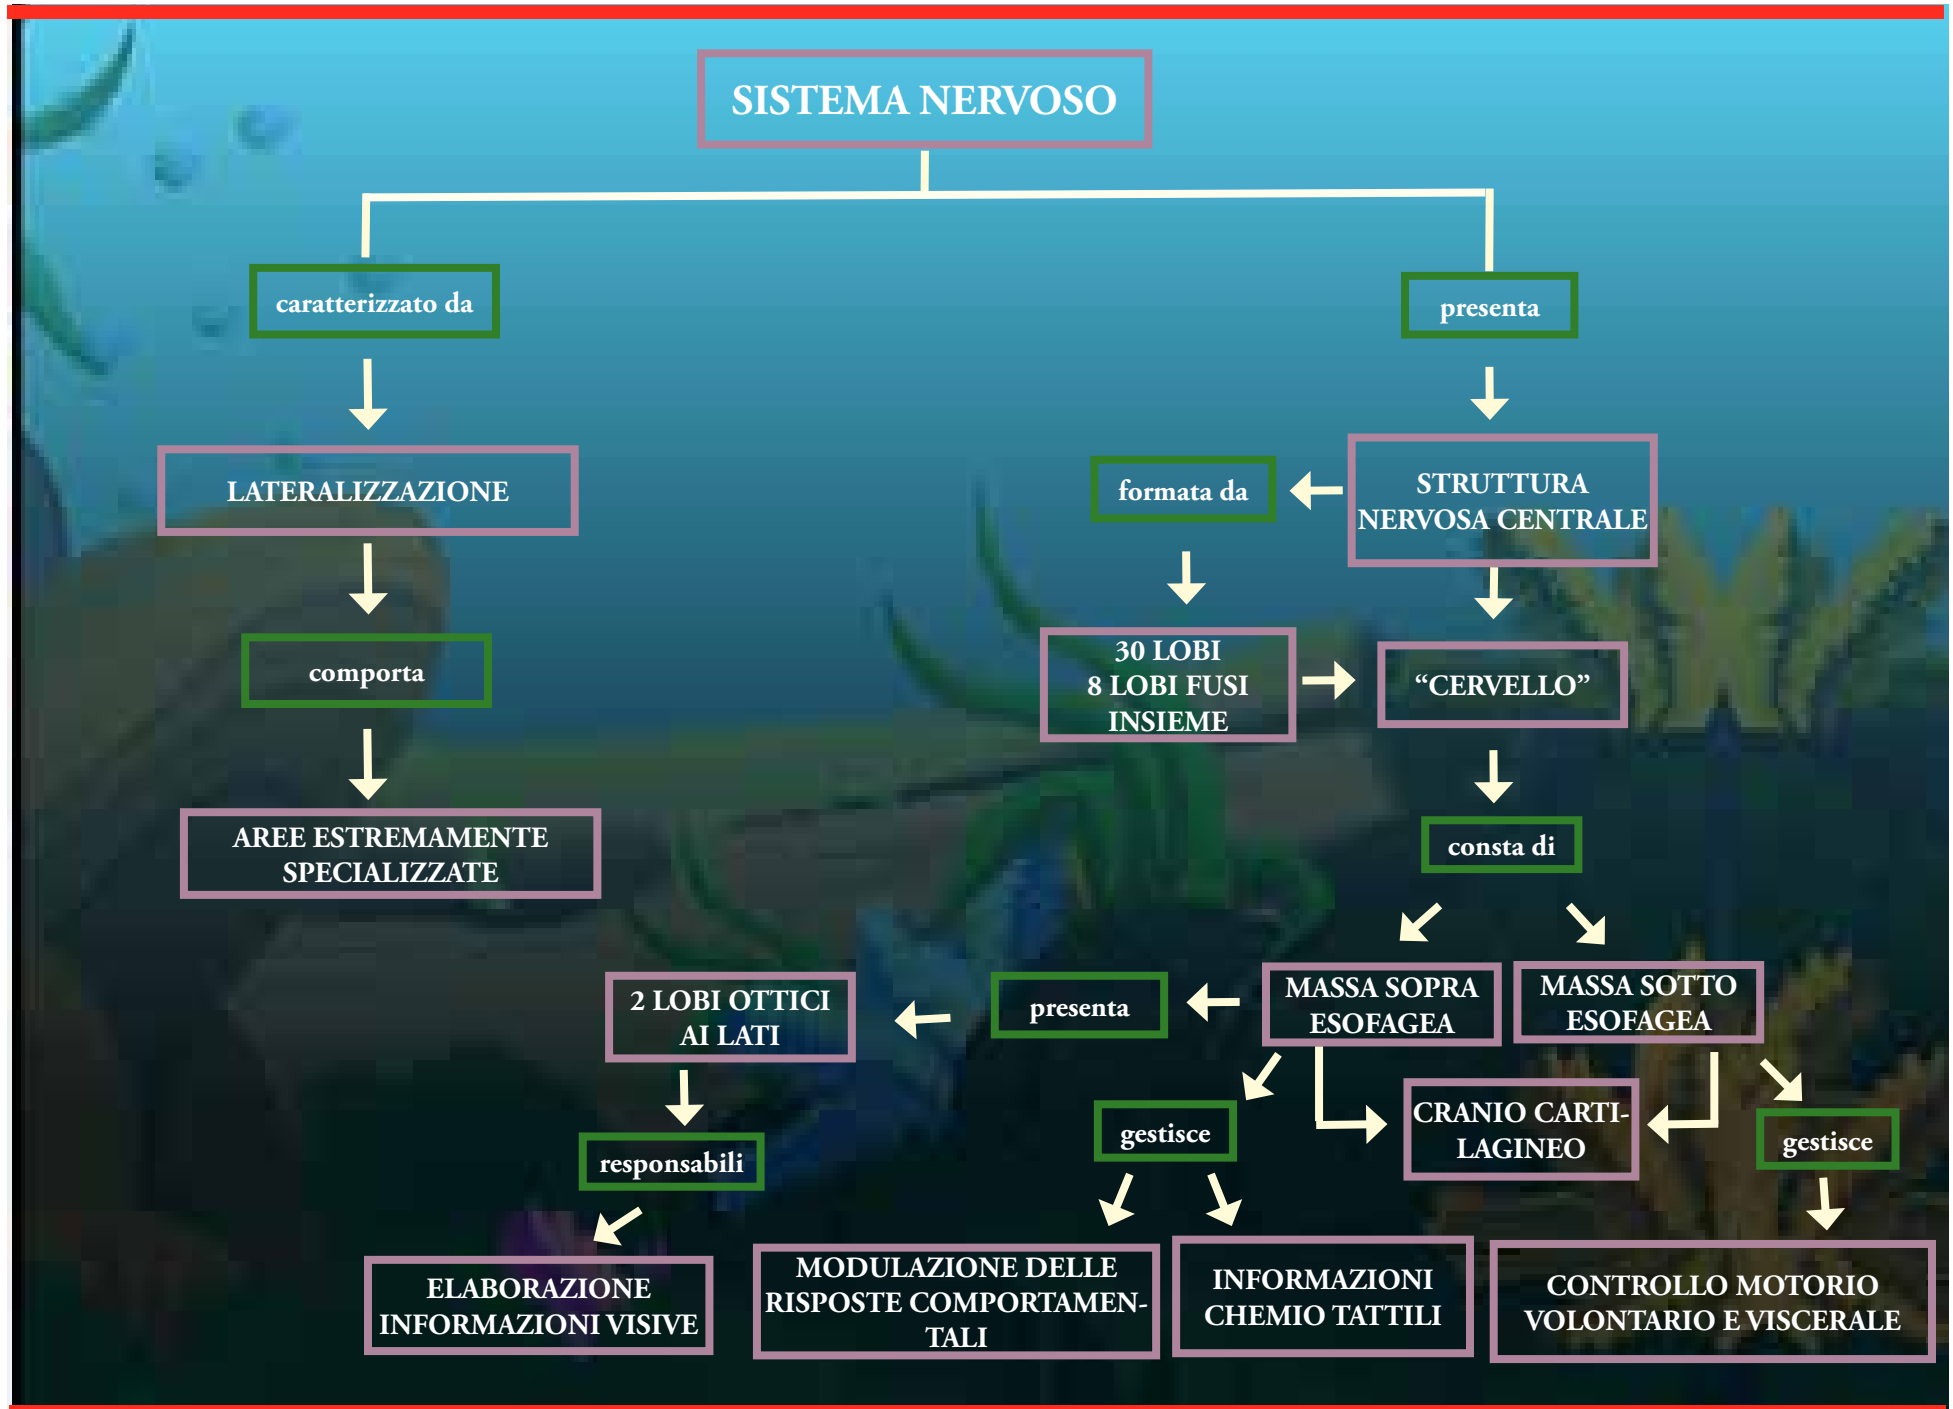 SISTEMA NERVOSO
caratterizzato da
presenta
LATERALIZZAZIONE
formata da
STRUTTURA
NERVOSA CENTRALE
comporta
30 LOBI
8 LOBI FUSI
INSIEME
“CERVELLO”
AREE ESTREMAMENTE
SPECIALIZZATE
consta di
2 LOBI OTTICI
AI LATI
presenta
MASSA SOPRA
ESOFAGEA
MASSA SOTTO
ESOFAGEA
responsabili
gestisce
CRANIO CARTI-
LAGINEO
gestisce
ELABORAZIONE
INFORMAZIONI VISIVE
MODULAZIONE DELLE
RISPOSTE COMPORTAMEN-
TALI
INFORMAZIONI
CHEMIO TATTILI
CONTROLLO MOTORIO
VOLONTARIO E VISCERALE